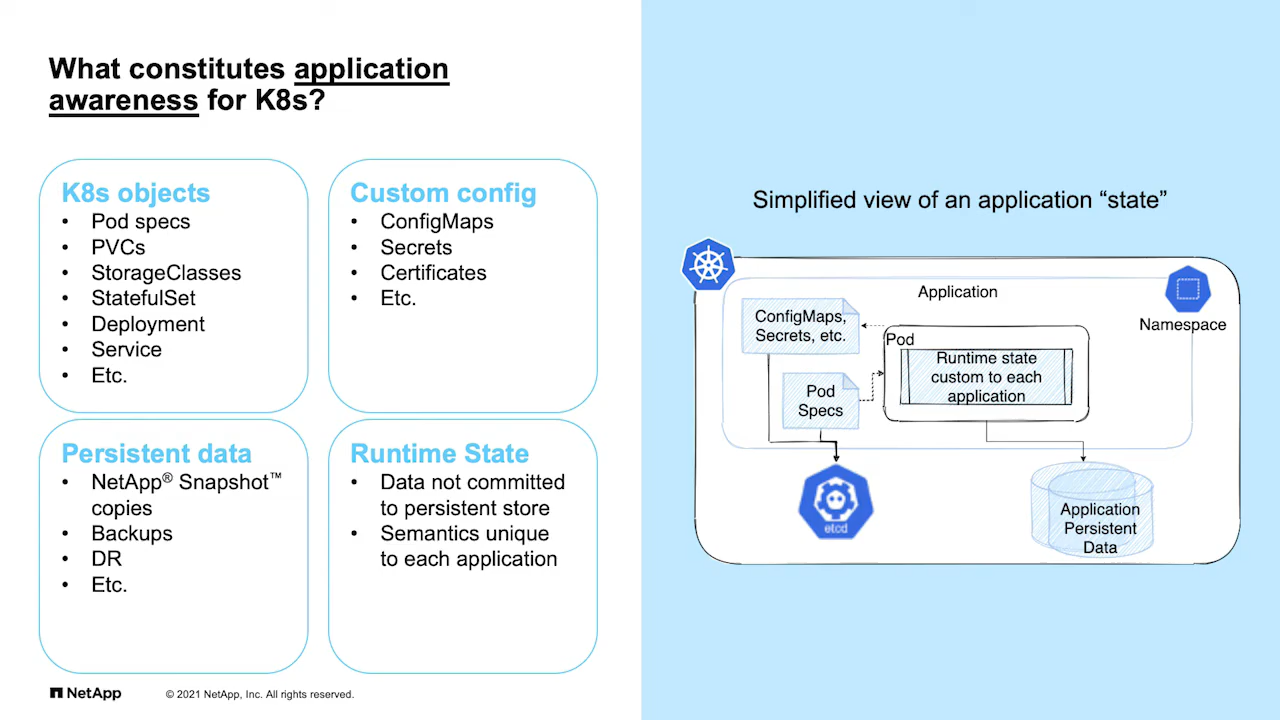 What constitutes application
awareness for K8s?
K8s objects
• Pod specs
• PVCs
• StorageClasses
• StatefulSet
• Deployment
• Service
• Etc.
Custom config
• ConfigMaps
• Secrets
• Certificates
• Etc.
Persistent data
• NetApp® Snapshot™
copies
• Backups
• DR
• Etc.
Runtime State
• Data not committed
to persistent store
• Semantics unique
to each application
NetApp
© 2021 NetApp, Inc. All rights reserved.
Simplified view of an application “state”
Application
Namespace
ConfigMaps,
Secrets, etc.
Pod
Runtime state
custom to each
application
Pod
Specs
etcd
Application
Persistent
Data